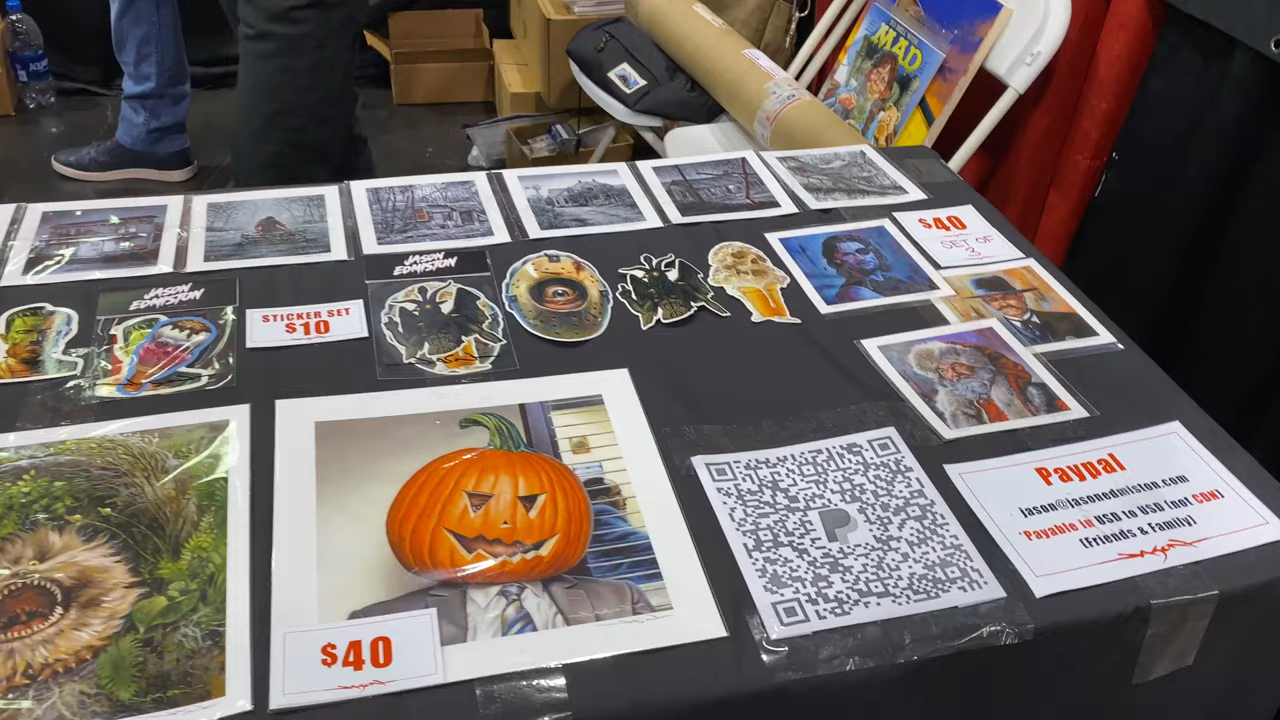 MAD
$40
SET OF
3
JASON
EDMISTON
JASON
EDMISTON
STICKER SET
$10
Paypal
jason@jasonedmiston.com
*Payable in USD to USD (not CDN)
(Friends & Family)
$40